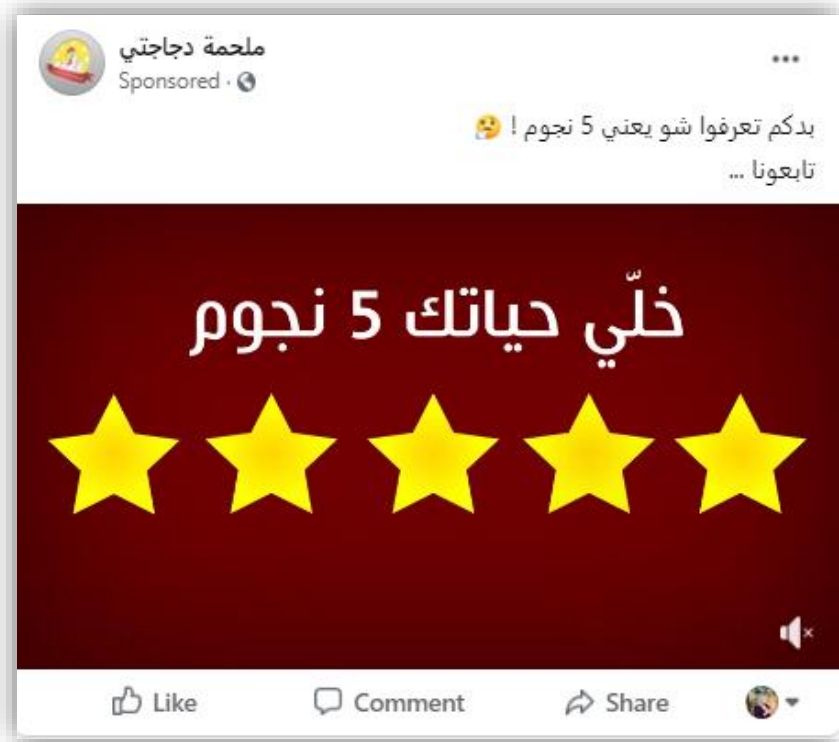 ملحمة دجاجتي
Sponsored ·
بدكم تعرفوا شو يعني 5 نجوم ! 🤔
تابعونا ...
خلّي حياتك 5 نجوم
Like Comment Share